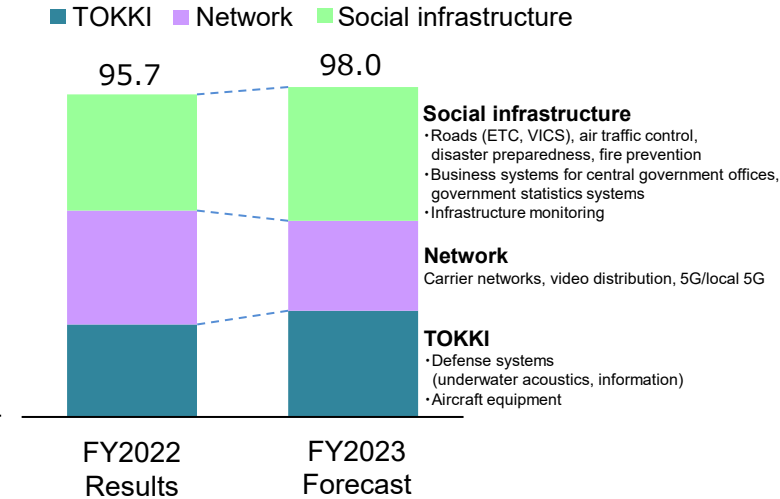 TOKKI Network Social infrastructure
95.7
98.0
Social infrastructure
・Roads (ETC, VICS), air traffic control,
disaster preparedness, fire prevention
・Business systems for central government offices,
government statistics systems
・Infrastructure monitoring
Network
Carrier networks, video distribution, 5G/local 5G
TOKKI
・Defense systems
(underwater acoustics, information)
・Aircraft equipment
FY2022
Results
FY2023
Forecast